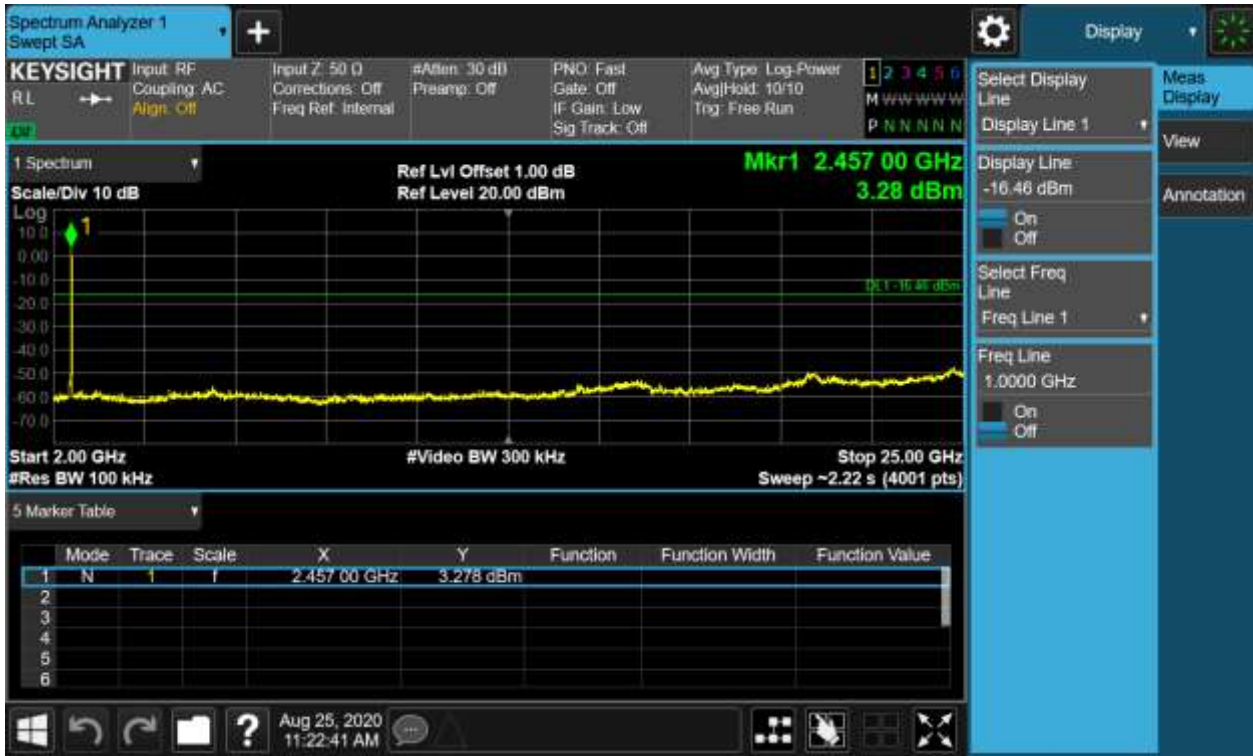 Spectrum Analyzer 1
Swept SA
Display
KEYSIGHT
RL
Input: RF
Coupling: AC
Align: Off
Input Z: 50 Ω
Corrections: Off
Freq Ref: Internal
#Atten: 30 dB
Preamp: Off
PNO: Fast
Gate: Off
IF Gain: Low
Sig Track: Off
Avg Type: Log-Power
Avg|Hold: 10/10
Trig: Free Run
1 2 3 4 5 6
M W W W W W
P N N N N N
Select Display
Line
Display Line 1
Display Line
-16.46 dBm
On
Off
Select Freq
Line
Freq Line 1
Freq Line
1.0000 GHz
On
Off
Meas
Display
View
Annotation
1 Spectrum
Scale/Div 10 dB
Ref Lvl Offset 1.00 dB
Ref Level 20.00 dBm
Mkr1 2.457 00 GHz
3.28 dBm
Log
10.0
0.00
-10.0
-20.0
-30.0
-40.0
-50.0
-60.0
-70.0
1
DL1 -16.46 dBm
Start 2.00 GHz
#Video BW 300 kHz
Stop 25.00 GHz
#Res BW 100 kHz
Sweep ~2.22 s (4001 pts)
5 Marker Table
Mode Trace Scale X Y Function Function Width Function Value
1 N 1 f 2.457 00 GHz 3.278 dBm
2
3
4
5
6
?
Aug 25, 2020
11:22:41 AM